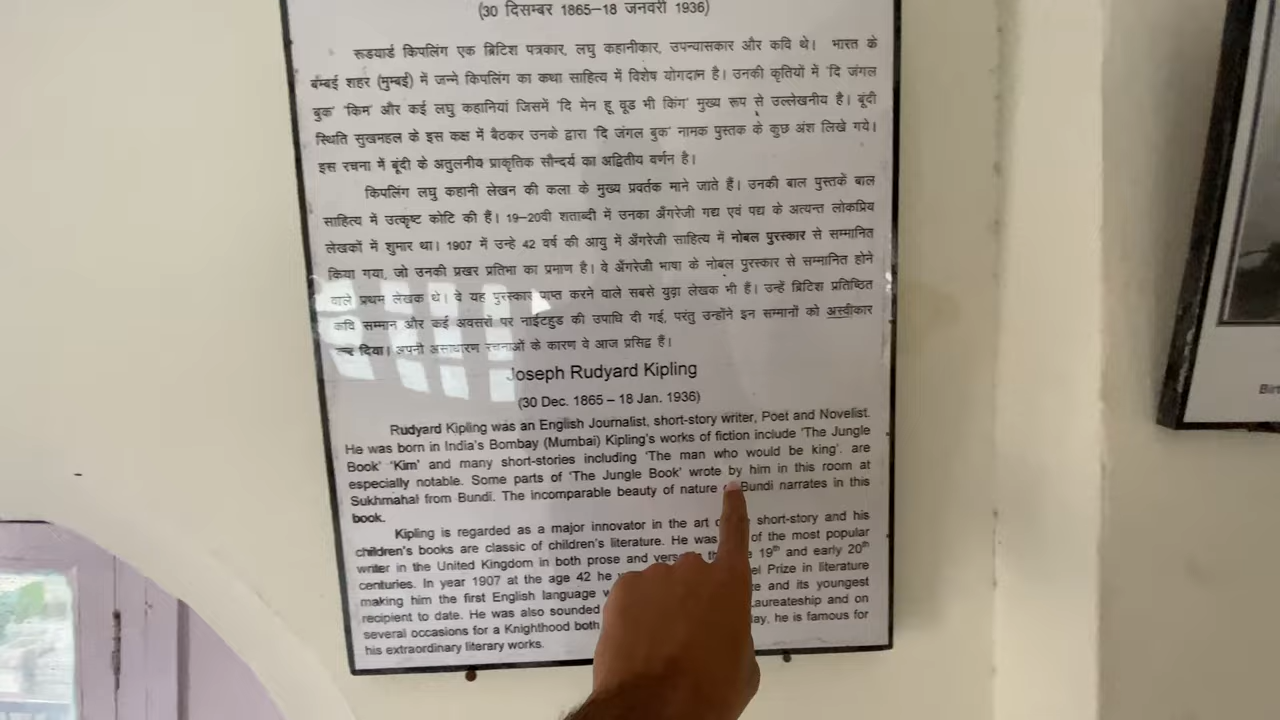 (30 दिसम्बर 1865–18 जनवरी 1936)
रूडयार्ड किपलिंग एक ब्रिटिश पत्रकार, लघु कहानीकार, उपन्यासकार और कवि थे। भारत के
बम्बई शहर (मुम्बई) में जन्मे किपलिंग का कथा साहित्य में विशेष योगदान है। उनकी कृतियों में 'दि जंगल
बुक' 'किम' और कई लघु कहानियां जिसमें 'दि मेन हू वूड भी किंग' मुख्य रूप से उल्लेखनीय है। बूंदी
स्थिति सुखमहल के इस कक्ष में बैठकर उनके द्वारा 'दि जंगल बुक' नामक पुस्तक के कुछ अंश लिखे गये।
इस रचना में बूंदी के अतुलनीय प्राकृतिक सौन्दर्य का अद्वितीय वर्णन है।
किपलिंग लघु कहानी लेखन की कला के मुख्य प्रवर्तक माने जाते हैं। उनकी बाल पुस्तकें बाल
साहित्य में उत्कृष्ट कोटि की हैं। 19–20वी शताब्दी में उनका अँगरेजी गद्य एवं पद्य के अत्यन्त लोकप्रिय
लेखकों में शुमार था। 1907 में उन्हे 42 वर्ष की आयु में अँगरेजी साहित्य में नोबल पुरस्कार से सम्मानित
किया गया, जो उनकी प्रखर प्रतिभा का प्रमाण है। वे अँगरेजी भाषा के नोबल पुरस्कार से सम्मानित होने
वाले प्रथम लेखक थे। वे यह पुरस्कार प्राप्त करने वाले सबसे युवा लेखक भी हैं। उन्हें ब्रिटिश प्रतिष्ठित
कवि सम्मान और कई अवसरों पर नाईटहुड की उपाधि दी गई, परंतु उन्होंने इन सम्मानों को अस्वीकार
कर दिया। अपनी असाधारण रचनाओं के कारण वे आज प्रसिद्व हैं।
Joseph Rudyard Kipling
(30 Dec. 1865 – 18 Jan. 1936)
Rudyard Kipling was an English Journalist, short-story writer, Poet and Novelist.
He was born in India's Bombay (Mumbai) Kipling's works of fiction include 'The Jungle
Book' 'Kim' and many short-stories including 'The man who would be king'. are
especially notable. Some parts of 'The Jungle Book' wrote by him in this room at
Sukhmahal from Bundi. The incomparable beauty of nature Bundi narrates in this
book.
Kipling is regarded as a major innovator in the art short-story and his
children's books are classic of children's literature. He was of the most popular
writer in the United Kingdom in both prose and verse 19th and early 20th
centuries. In year 1907 at the age 42 he Prize in literature
making him the first English language and its youngest
recipient to date. He was also sounded Laureateship and on
several occasions for a Knighthood both he is famous for
his extraordinary literary works.